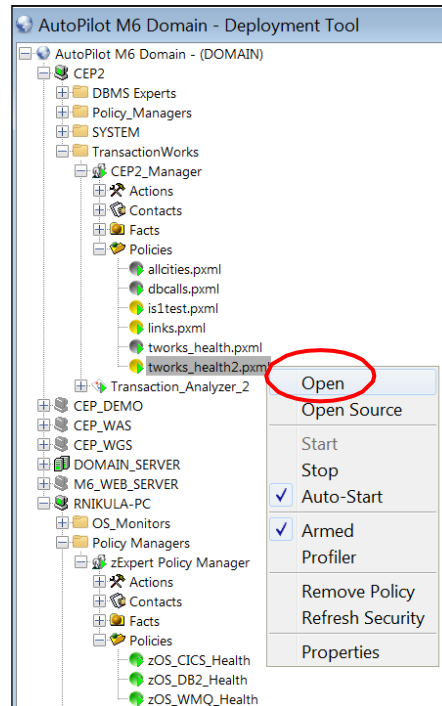 AutoPilot M6 Domain - Deployment Tool
AutoPilot M6 Domain - (DOMAIN)
CEP2
DBMS Experts
Policy_Managers
SYSTEM
TransactionWorks
CEP2_Manager
Actions
Contacts
Facts
Policies
allcities.pxml
dbcalls.pxml
is1test.pxml
links.pxml
tworks_health.pxml
tworks_health2.pxml
Transaction_Analyzer_2
CEP_DEMO
CEP_WAS
CEP_WGS
DOMAIN_SERVER
M6_WEB_SERVER
RNIKULA-PC
OS_Monitors
Policy Managers
zExpert Policy Manager
Actions
Contacts
Facts
Policies
zOS_CICS_Health
zOS_DB2_Health
zOS_WMQ_Health
Open
Open Source
Start
Stop
Auto-Start
Armed
Profiler
Remove Policy
Refresh Security
Properties